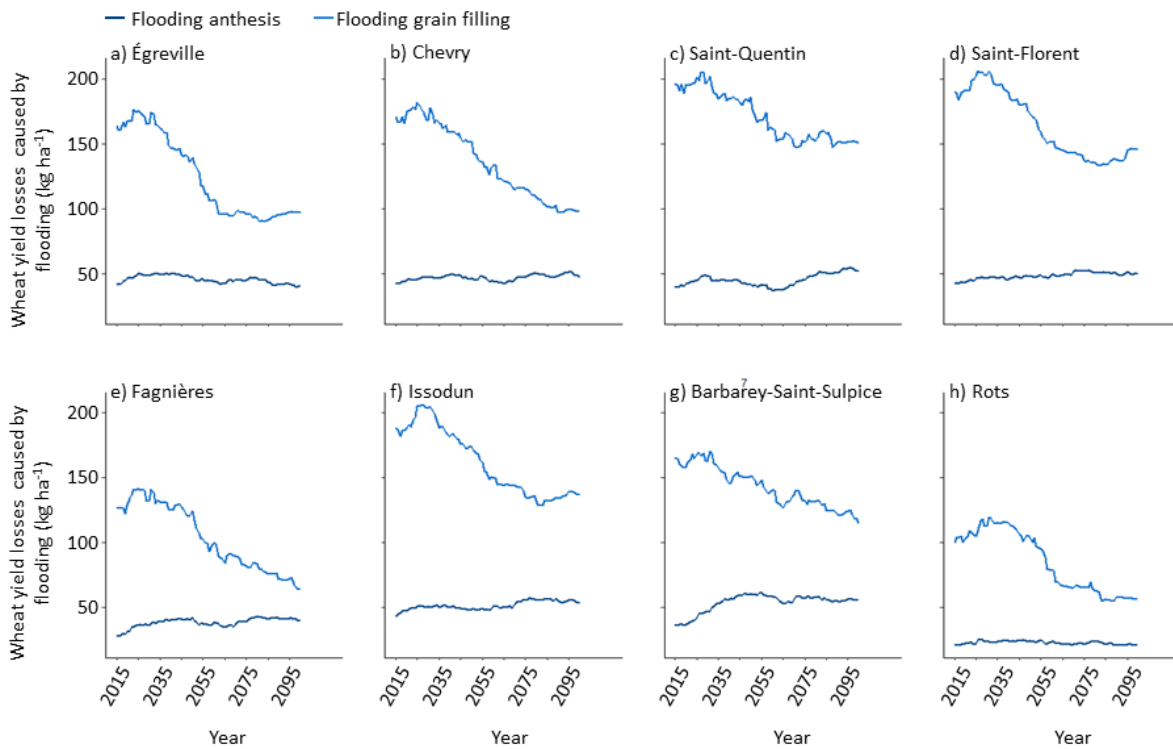 Flooding anthesis Flooding grain filling
a) Égreville b) Chevry c) Saint-Quentin d) Saint-Florent
Wheat yield losses caused by
flooding (kg ha⁻¹)
200
150
100
50
7
e) Fagnières f) Issodun g) Barbarey-Saint-Sulpice h) Rots
Wheat yield losses caused by
flooding (kg ha⁻¹)
200
150
100
50
2015 2035 2055 2075 2095 2015 2035 2055 2075 2095 2015 2035 2055 2075 2095 2015 2035 2055 2075 2095
Year Year Year Year